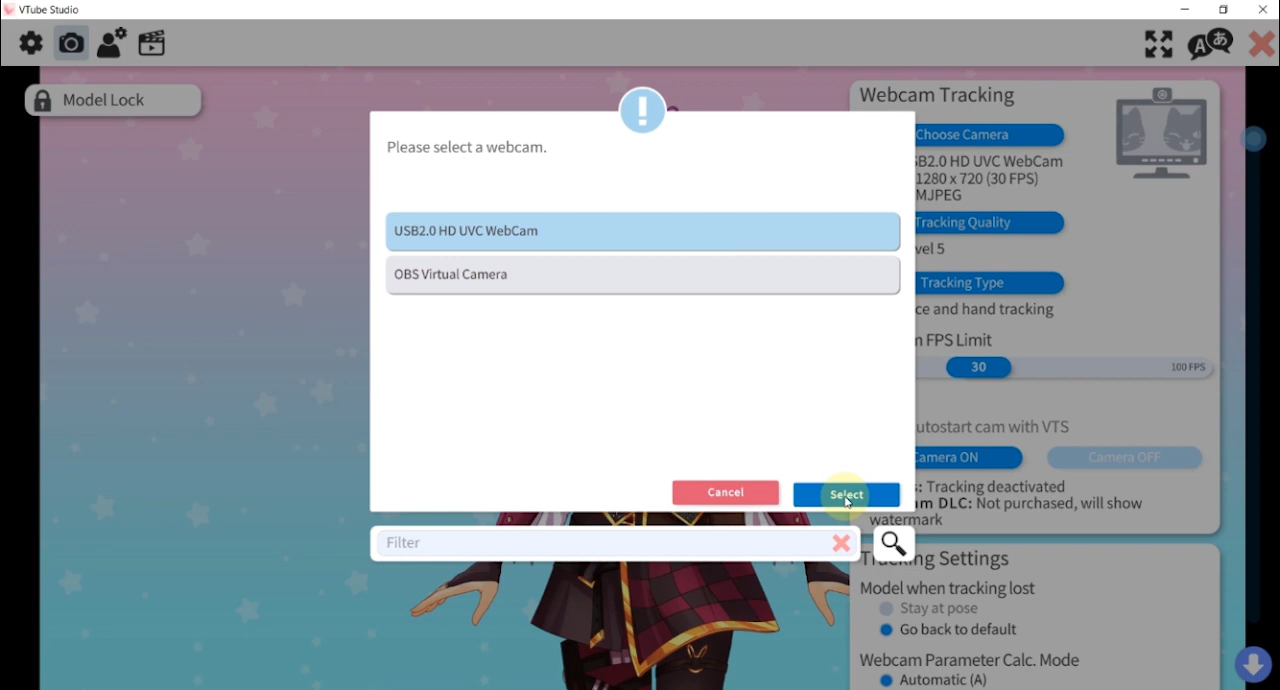 VTube Studio
Model Lock
Please select a webcam.
USB2.0 HD UVC WebCam
OBS Virtual Camera
Cancel
Select
Filter
Webcam Tracking
Choose Camera
SB2.0 HD UVC WebCam
1280 x 720 (30 FPS)
MJPEG
Tracking Quality
vel 5
Tracking Type
ce and hand tracking
n FPS Limit
30
100 FPS
utostart cam with VTS
Camera ON
Camera OFF
s: Tracking deactivated
am DLC: Not purchased, will show
watermark
Tracking Settings
Model when tracking lost
Stay at pose
Go back to default
Webcam Parameter Calc. Mode
Automatic (A)